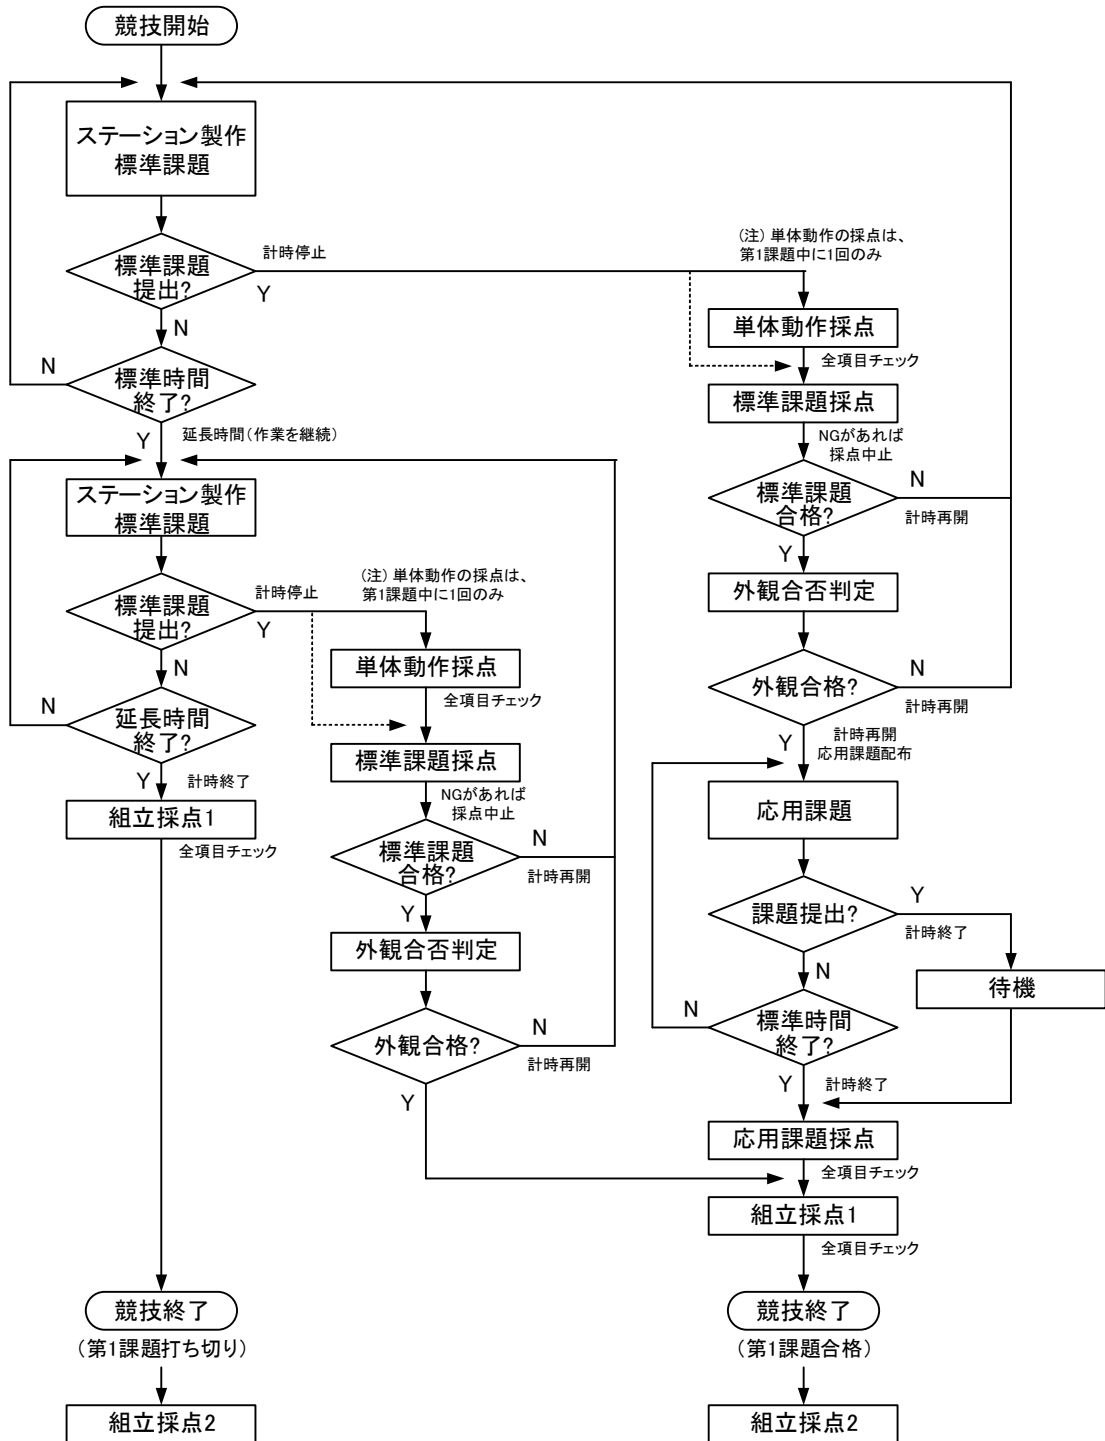 競技開始
ステーション製作
標準課題
標準課題
提出?
計時停止
Y
N
(注) 単体動作の採点は、
第1課題中に1回のみ
単体動作採点
全項目チェック
標準時間
終了?
N
Y
延長時間(作業を継続)
標準課題採点
NGがあれば
採点中止
標準課題
合格?
N
計時再開
Y
外観合否判定
外観合格?
N
計時再開
Y
計時再開
応用課題配布
応用課題
課題提出?
Y
計時終了
待機
N
標準時間
終了?
N
Y
計時終了
応用課題採点
全項目チェック
ステーション製作
標準課題
標準課題
提出?
計時停止
Y
N
(注) 単体動作の採点は、
第1課題中に1回のみ
単体動作採点
全項目チェック
延長時間
終了?
N
Y
計時終了
組立採点1
全項目チェック
標準課題採点
NGがあれば
採点中止
標準課題
合格?
N
計時再開
Y
外観合否判定
外観合格?
N
計時再開
Y
組立採点1
全項目チェック
競技終了
(第1課題打ち切り)
組立採点2
競技終了
(第1課題合格)
組立採点2